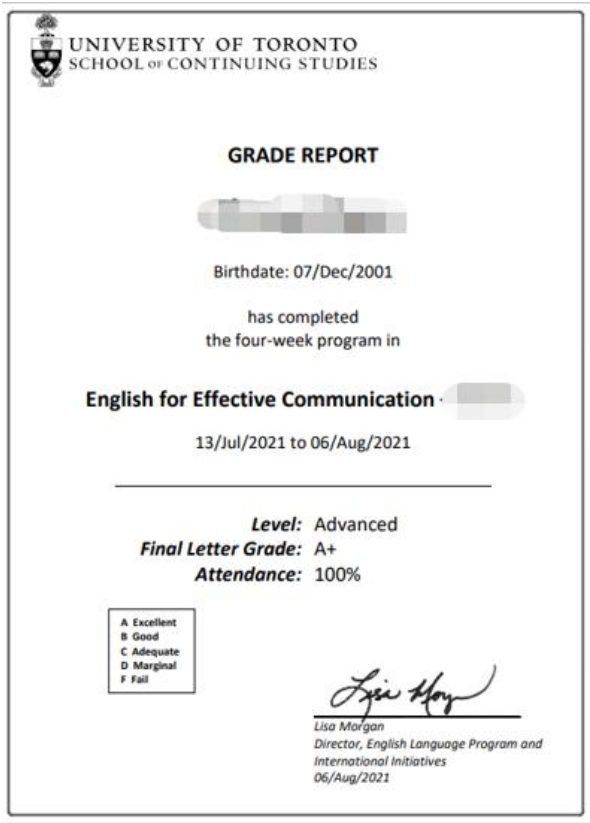 UNIVERSITY OF TORONTO
SCHOOL OF CONTINUING STUDIES
GRADE REPORT
Birthdate: 07/Dec/2001
has completed
the four-week program in
English for Effective Communication -
13/Jul/2021 to 06/Aug/2021
Level: Advanced
Final Letter Grade: A+
Attendance: 100%
A Excellent
B Good
C Adequate
D Marginal
F Fail
Lisa Morgan
Director, English Language Program and
International Initiatives
06/Aug/2021